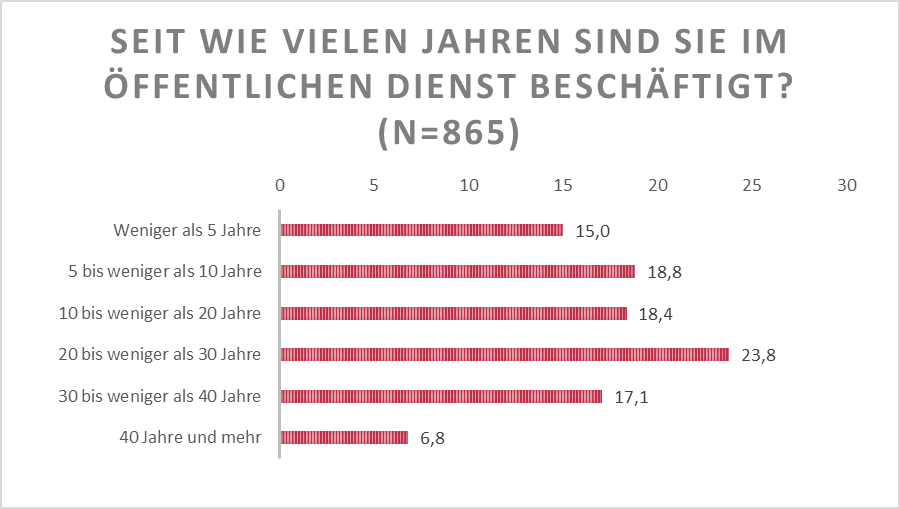 SEIT WIE VIELEN JAHREN SIND SIE IM
ÖFFENTLICHEN DIENST BESCHÄFTIGT?
(N=865)
0 5 10 15 20 25 30
Weniger als 5 Jahre 15,0
5 bis weniger als 10 Jahre 18,8
10 bis weniger als 20 Jahre 18,4
20 bis weniger als 30 Jahre 23,8
30 bis weniger als 40 Jahre 17,1
40 Jahre und mehr 6,8